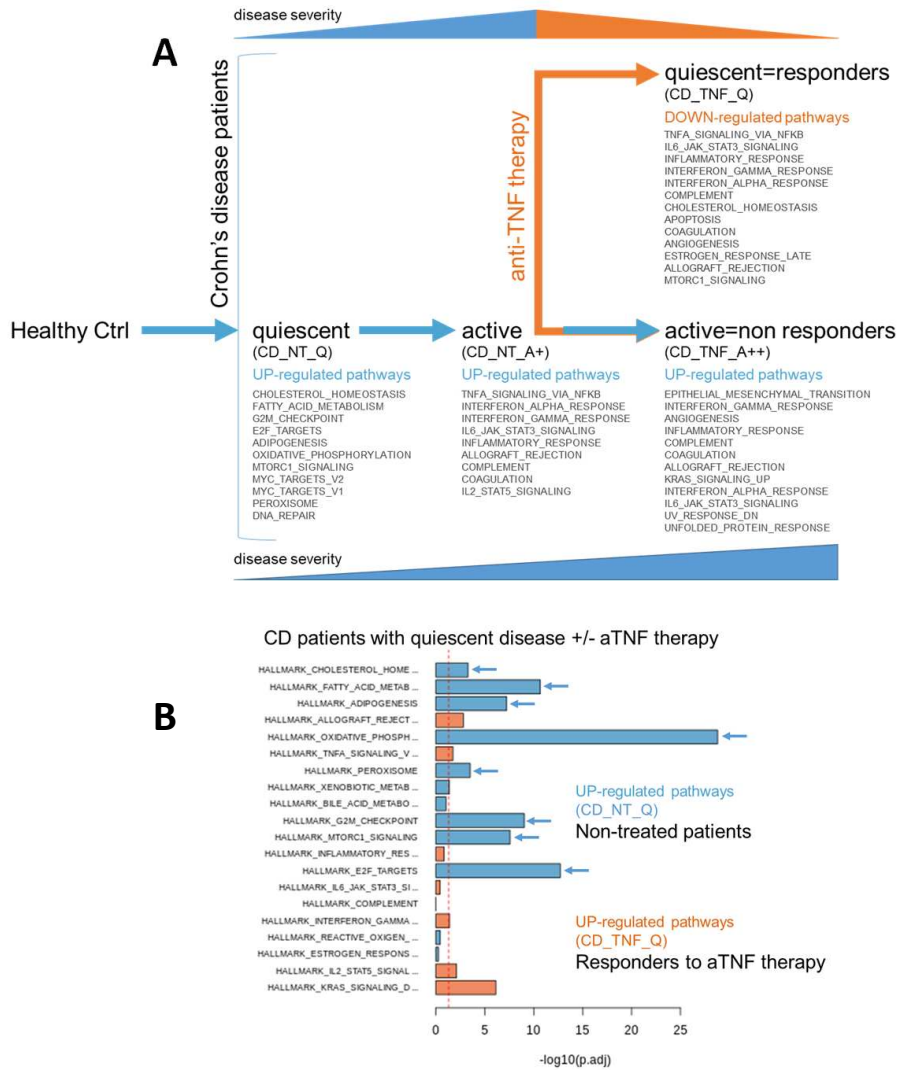 disease severity
A
Crohn's disease patients
anti-TNF therapy
quiescent=responders
(CD_TNF_Q)
DOWN-regulated pathways
TNFA_SIGNALING_VIA_NFKB
IL6_JAK_STAT3_SIGNALING
INFLAMMATORY_RESPONSE
INTERFERON_GAMMA_RESPONSE
INTERFERON_ALPHA_RESPONSE
COMPLEMENT
CHOLESTEROL_HOMEOSTASIS
APOPTOSIS
COAGULATION
ANGIOGENESIS
ESTROGEN_RESPONSE_LATE
ALLOGRAFT_REJECTION
MTORC1_SIGNALING
Healthy Ctrl
quiescent
(CD_NT_Q)
UP-regulated pathways
CHOLESTEROL_HOMEOSTASIS
FATTY_ACID_METABOLISM
G2M_CHECKPOINT
E2F_TARGETS
ADIPOGENESIS
OXIDATIVE_PHOSPHORYLATION
MTORC1_SIGNALING
MYC_TARGETS_V2
MYC_TARGETS_V1
PEROXISOME
DNA_REPAIR
active
(CD_NT_A+)
UP-regulated pathways
TNFA_SIGNALING_VIA_NFKB
INTERFERON_ALPHA_RESPONSE
INTERFERON_GAMMA_RESPONSE
IL6_JAK_STAT3_SIGNALING
INFLAMMATORY_RESPONSE
ALLOGRAFT_REJECTION
COMPLEMENT
COAGULATION
IL2_STAT5_SIGNALING
active=non responders
(CD_TNF_A++)
UP-regulated pathways
EPITHELIAL_MESENCHYMAL_TRANSITION
INTERFERON_GAMMA_RESPONSE
ANGIOGENESIS
INFLAMMATORY_RESPONSE
COMPLEMENT
COAGULATION
ALLOGRAFT_REJECTION
KRAS_SIGNALING_UP
INTERFERON_ALPHA_RESPONSE
IL6_JAK_STAT3_SIGNALING
UV_RESPONSE_DN
UNFOLDED_PROTEIN_RESPONSE
disease severity
B
CD patients with quiescent disease +/- aTNF therapy
HALLMARK_CHOLESTEROL_HOME ...
HALLMARK_FATTY_ACID_METAB ...
HALLMARK_ADIPOGENESIS
HALLMARK_ALLOGRAFT_REJECT ...
HALLMARK_OXIDATIVE_PHOSPH ...
HALLMARK_TNFA_SIGNALING_V ...
HALLMARK_PEROXISOME
HALLMARK_XENOBIOTIC_METAB ...
HALLMARK_BILE_ACID_METABO ...
HALLMARK_G2M_CHECKPOINT
HALLMARK_MTORC1_SIGNALING
HALLMARK_INFLAMMATORY_RES ...
HALLMARK_E2F_TARGETS
HALLMARK_IL6_JAK_STAT3_SI ...
HALLMARK_COMPLEMENT
HALLMARK_INTERFERON_GAMMA ...
HALLMARK_REACTIVE_OXIGEN_ ...
HALLMARK_ESTROGEN_RESPONS ...
HALLMARK_IL2_STAT5_SIGNAL ...
HALLMARK_KRAS_SIGNALING_D ...
UP-regulated pathways
(CD_NT_Q)
Non-treated patients
UP-regulated pathways
(CD_TNF_Q)
Responders to aTNF therapy
0 5 10 15 20 25
-log10(p.adj)